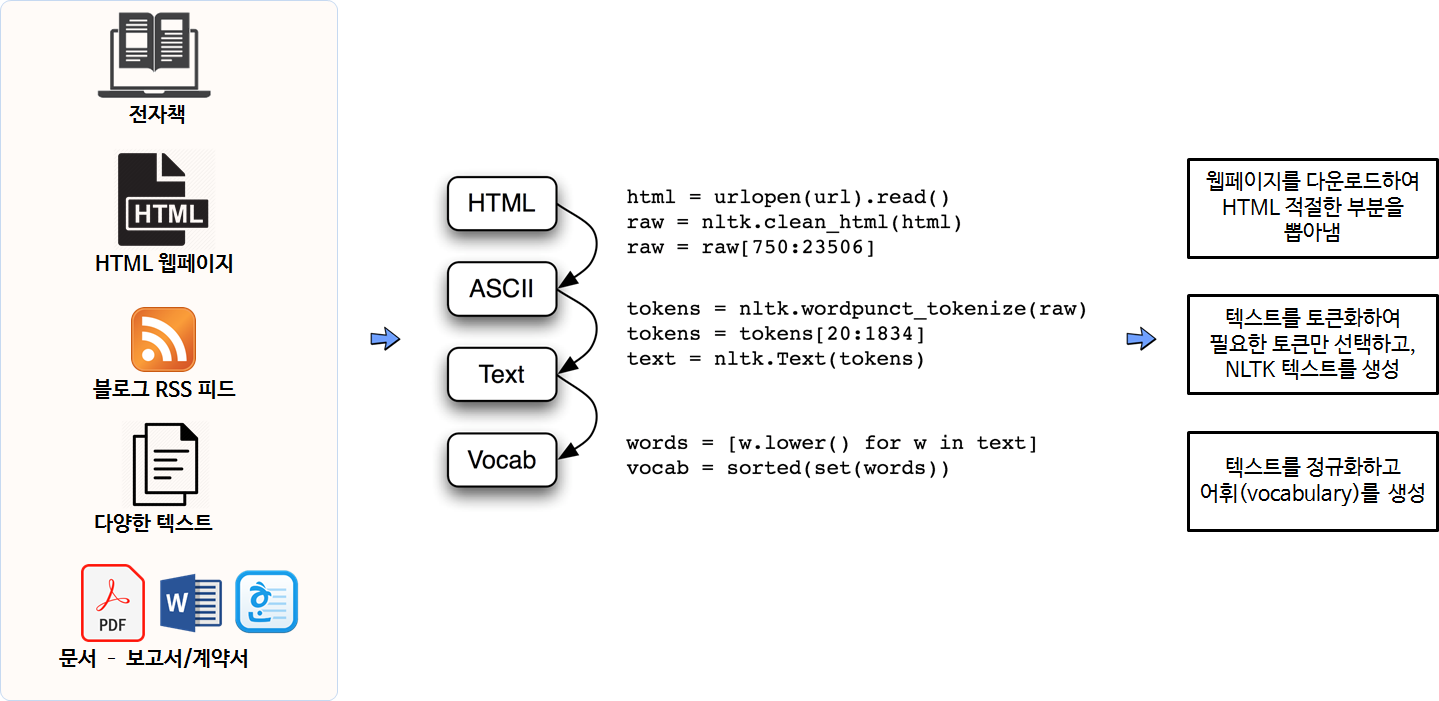 전자책
HTML
HTML 웹페이지
블로그 RSS 피드
다양한 텍스트
PDF
W
문서 - 보고서/계약서
HTML
ASCII
Text
Vocab
html = urlopen(url).read()
raw = nltk.clean_html(html)
raw = raw[750:23506]
tokens = nltk.wordpunct_tokenize(raw)
tokens = tokens[20:1834]
text = nltk.Text(tokens)
words = [w.lower() for w in text]
vocab = sorted(set(words))
웹페이지를 다운로드하여
HTML 적절한 부분을
뽑아냄
텍스트를 토큰화하여
필요한 토큰만 선택하고,
NLTK 텍스트를 생성
텍스트를 정규화하고
어휘(vocabulary)를 생성